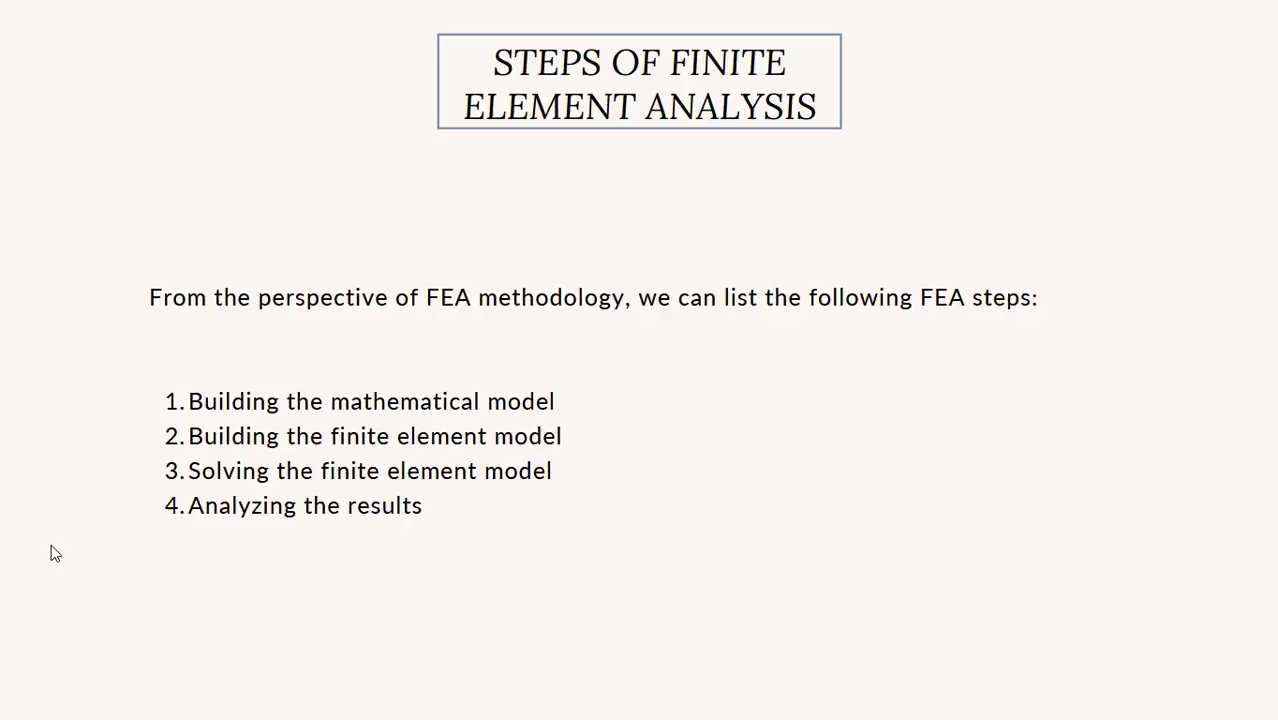 STEPS OF FINITE
ELEMENT ANALYSIS
From the perspective of FEA methodology, we can list the following FEA steps:
1. Building the mathematical model
2. Building the finite element model
3. Solving the finite element model
4. Analyzing the results